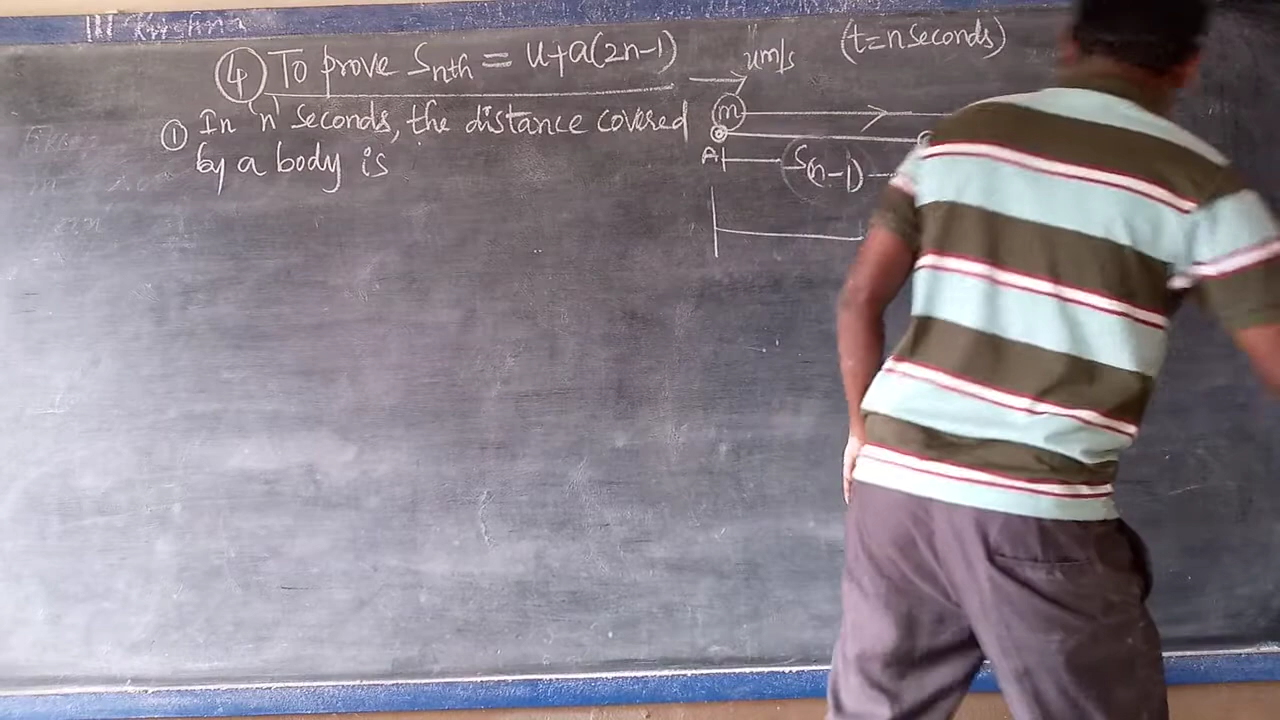 ④ To prove Snth = u+a(2n-1)
① In 'n' seconds, the distance covered
by a body is
u m/s
(t=n seconds)
m
A
S(n-1)